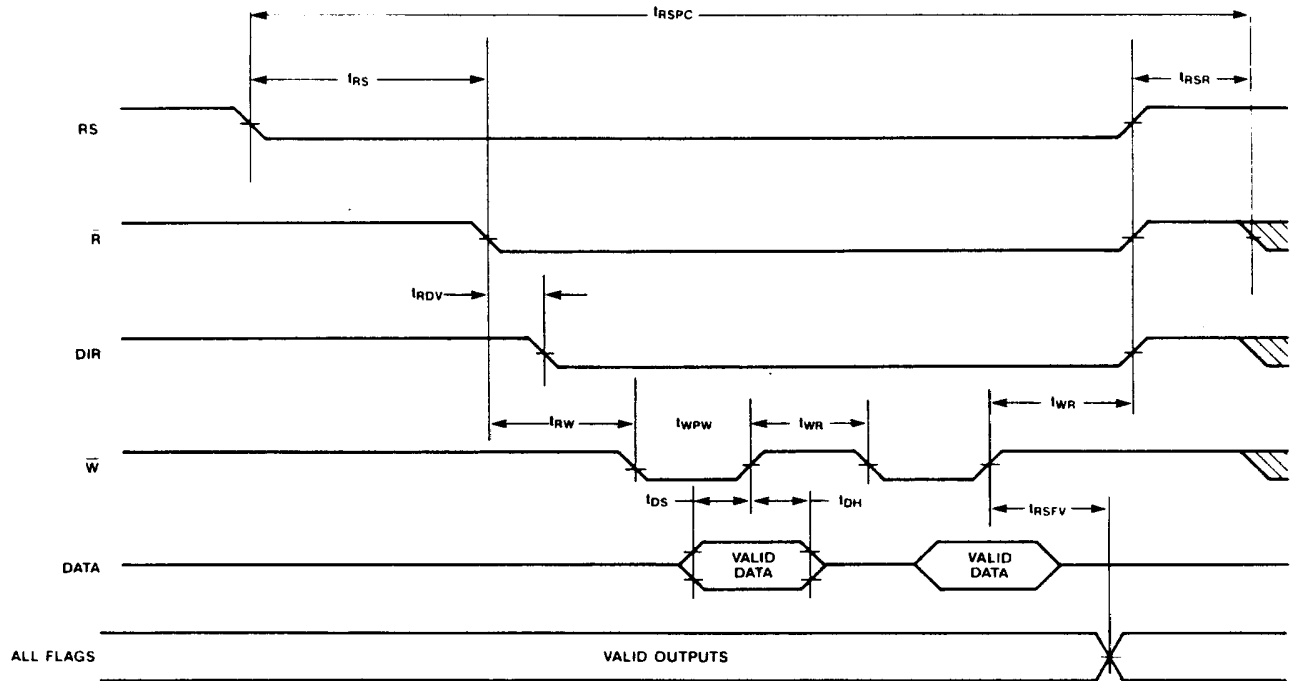 tRSPC
tRS
tRSR
RS
R̄
tRDV
DIR
tRW
tWPW
tWR
tWR
W̄
tDS
tDH
tRSFV
DATA
VALID
DATA
VALID
DATA
ALL FLAGS
VALID OUTPUTS